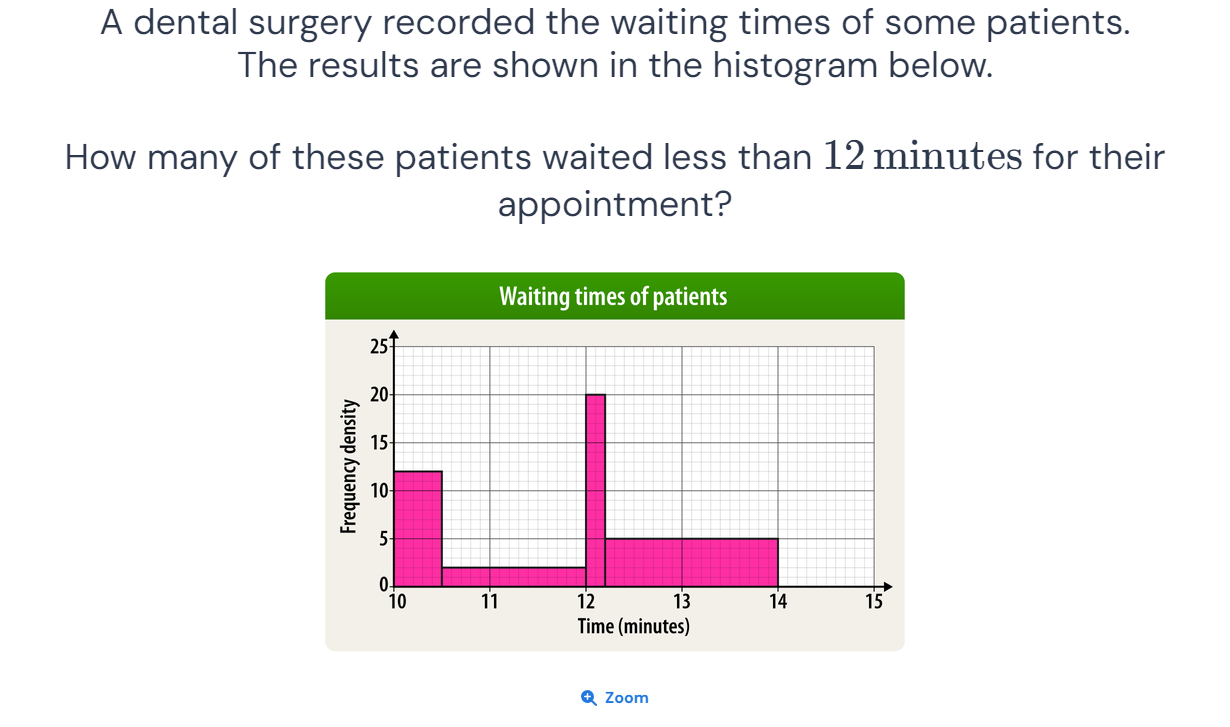 A dental surgery recorded the waiting times of some patients.
The results are shown in the histogram below.
How many of these patients waited less than 12 minutes for their
appointment?
Waiting times of patients
Frequency density
25
20
15
10
5
0
10 11 12 13 14 15
Time (minutes)
Zoom